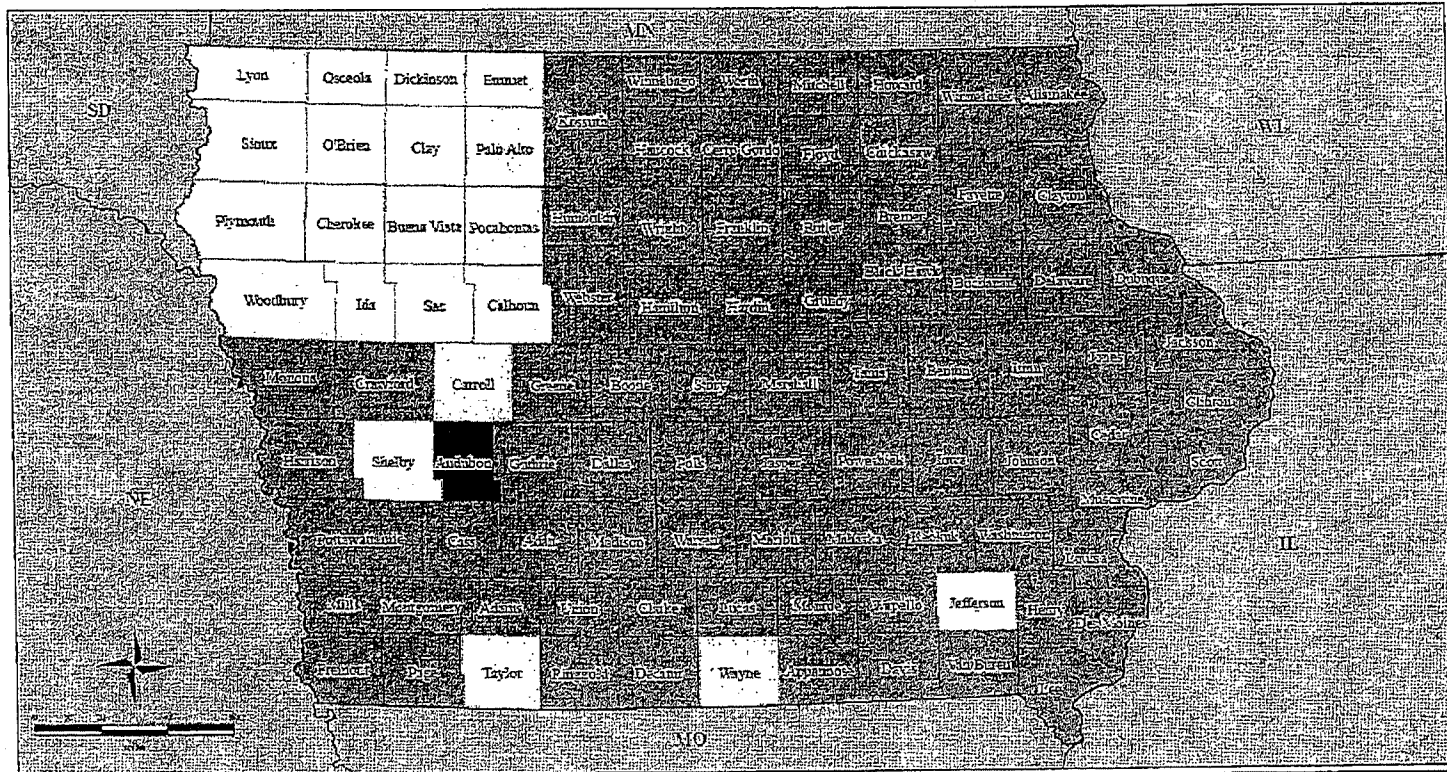 MN
Lyon Osceola Dickinson Emmet Winnebago Worth Mitchell Howard Winneshiek Allamakee
SD
Kossuth
WI
Sioux O'Brien Clay Palo Alto Hancock Cerro Gordo Floyd Chickasaw
Fayette Clayton
Plymouth Cherokee Buena Vista Pocahontas Wright Franklin Butler Bremer
Black Hawk Buchanan Delaware
Woodbury Ida Sac Calhoun Webster Hamilton Hardin Grundy
Jackson
Monona Crawford Carroll Greene Boone Story Marshall Tama Benton Linn Jones
Clinton
Cedar
Harrison Shelby Audubon Guthrie Dallas Polk Jasper Poweshiek Iowa Johnson Scott
NE
Pottawattamie Cass Adair Madison Warren Marion Mahaska Keokuk Washington
IL
Mills Montgomery Adams Union Clarke Lucas Monroe Wapello Jefferson Henry
Fremont Page Taylor Ringgold Decatur Wayne Appanoose Davis Van Buren
Lee
MO